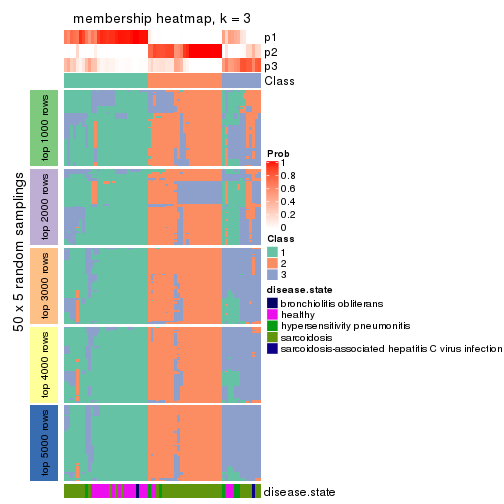 membership heatmap, k = 3
p1
p2
p3
Class
50 x 5 random samplings
top 1000 rows
top 2000 rows
top 3000 rows
top 4000 rows
top 5000 rows
Prob
1
0.8
0.6
0.4
0.2
0
Class
1
2
3
disease.state
bronchiolitis obliterans
healthy
hypersensitivity pneumonitis
sarcoidosis
sarcoidosis-associated hepatitis C virus infection
disease.state